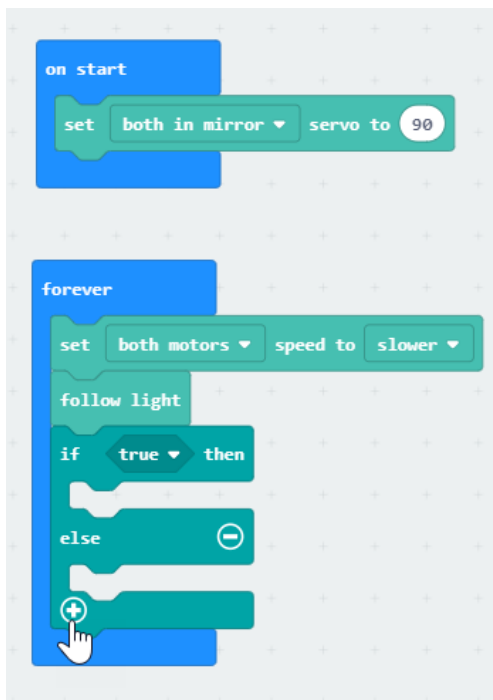 on start
set both in mirror servo to 90
forever
set both motors speed to slower
follow light
if true then
else